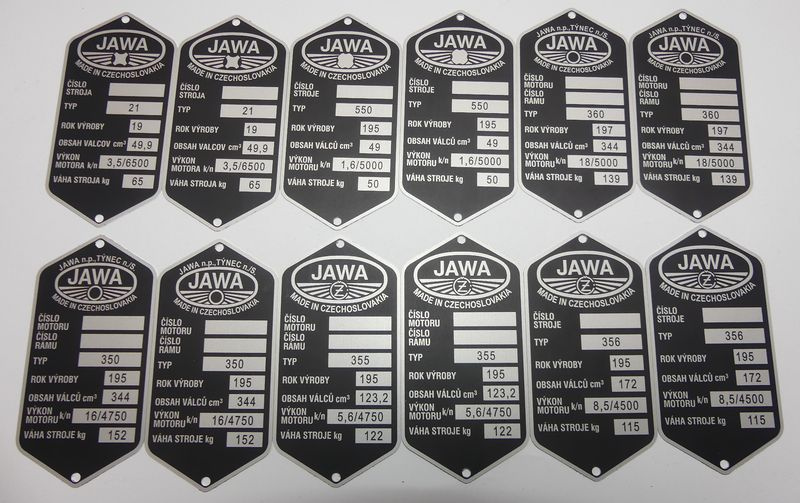 JAWA
MADE IN CZECHOSLOVAKIA
ČÍSLO
STROJA
TYP 21
ROK VÝROBY 19
OBSAH VALCOV cm³ 49,9
VÝKON
MOTORA k/n 3,5/6500
VÁHA STROJA kg 65
JAWA
MADE IN CZECHOSLOVAKIA
ČÍSLO
STROJA
TYP 21
ROK VÝROBY 19
OBSAH VALCOV cm³ 49,9
VÝKON
MOTORA k/n 3,5/6500
VÁHA STROJA kg 65
JAWA
MADE IN CZECHOSLOVAKIA
ČÍSLO
STROJE
TYP 550
ROK VÝROBY 195
OBSAH VÁLCŮ cm³ 49
VÝKON
MOTORU k/n 1,6/5000
VÁHA STROJE kg 50
JAWA
MADE IN CZECHOSLOVAKIA
ČÍSLO
STROJE
TYP 550
ROK VÝROBY 195
OBSAH VÁLCŮ cm³ 49
VÝKON
MOTORU k/n 1,6/5000
VÁHA STROJE kg 50
JAWA n.p., TÝNEC n./S.
JAWA
MADE IN CZECHOSLOVAKIA
ČÍSLO
MOTORU
ČÍSLO
RÁMU
TYP 360
ROK VÝROBY 197
OBSAH VÁLCŮ cm³ 344
VÝKON
MOTORU k/n 18/5000
VÁHA STROJE kg 139
JAWA n.p., TÝNEC n./S.
JAWA
MADE IN CZECHOSLOVAKIA
ČÍSLO
MOTORU
ČÍSLO
RÁMU
TYP 360
ROK VÝROBY 197
OBSAH VÁLCŮ cm³ 344
VÝKON
MOTORU k/n 18/5000
VÁHA STROJE kg 139
JAWA n.p., TÝNEC n./S.
JAWA
MADE IN CZECHOSLOVAKIA
ČÍSLO
MOTORU
ČÍSLO
RÁMU
TYP 350
ROK VÝROBY 195
OBSAH VÁLCŮ cm³ 344
VÝKON
MOTORU k/n 16/4750
VÁHA STROJE kg 152
JAWA n.p., TÝNEC n./S.
JAWA
MADE IN CZECHOSLOVAKIA
ČÍSLO
MOTORU
ČÍSLO
RÁMU
TYP 350
ROK VÝROBY 195
OBSAH VÁLCŮ cm³ 344
VÝKON
MOTORU k/n 16/4750
VÁHA STROJE kg 152
JAWA
ČZ
MADE IN CZECHOSLOVAKIA
ČÍSLO
MOTORU
ČÍSLO
RÁMU
TYP 355
ROK VÝROBY 195
OBSAH VÁLCŮ cm³ 123,2
VÝKON
MOTORU k/n 5,6/4750
VÁHA STROJE kg 122
JAWA
ČZ
MADE IN CZECHOSLOVAKIA
ČÍSLO
MOTORU
ČÍSLO
RÁMU
TYP 355
ROK VÝROBY 195
OBSAH VÁLCŮ cm³ 123,2
VÝKON
MOTORU k/n 5,6/4750
VÁHA STROJE kg 122
JAWA
ČZ
MADE IN CZECHOSLOVAKIA
ČÍSLO
STROJE
TYP 356
ROK VÝROBY 195
OBSAH VÁLCŮ cm³ 172
VÝKON
MOTORU k/n 8,5/4500
VÁHA STROJE kg 115
JAWA
ČZ
MADE IN CZECHOSLOVAKIA
ČÍSLO
STROJE
TYP 356
ROK VÝROBY 195
OBSAH VÁLCŮ cm³ 172
VÝKON
MOTORU k/n 8,5/4500
VÁHA STROJE kg 115